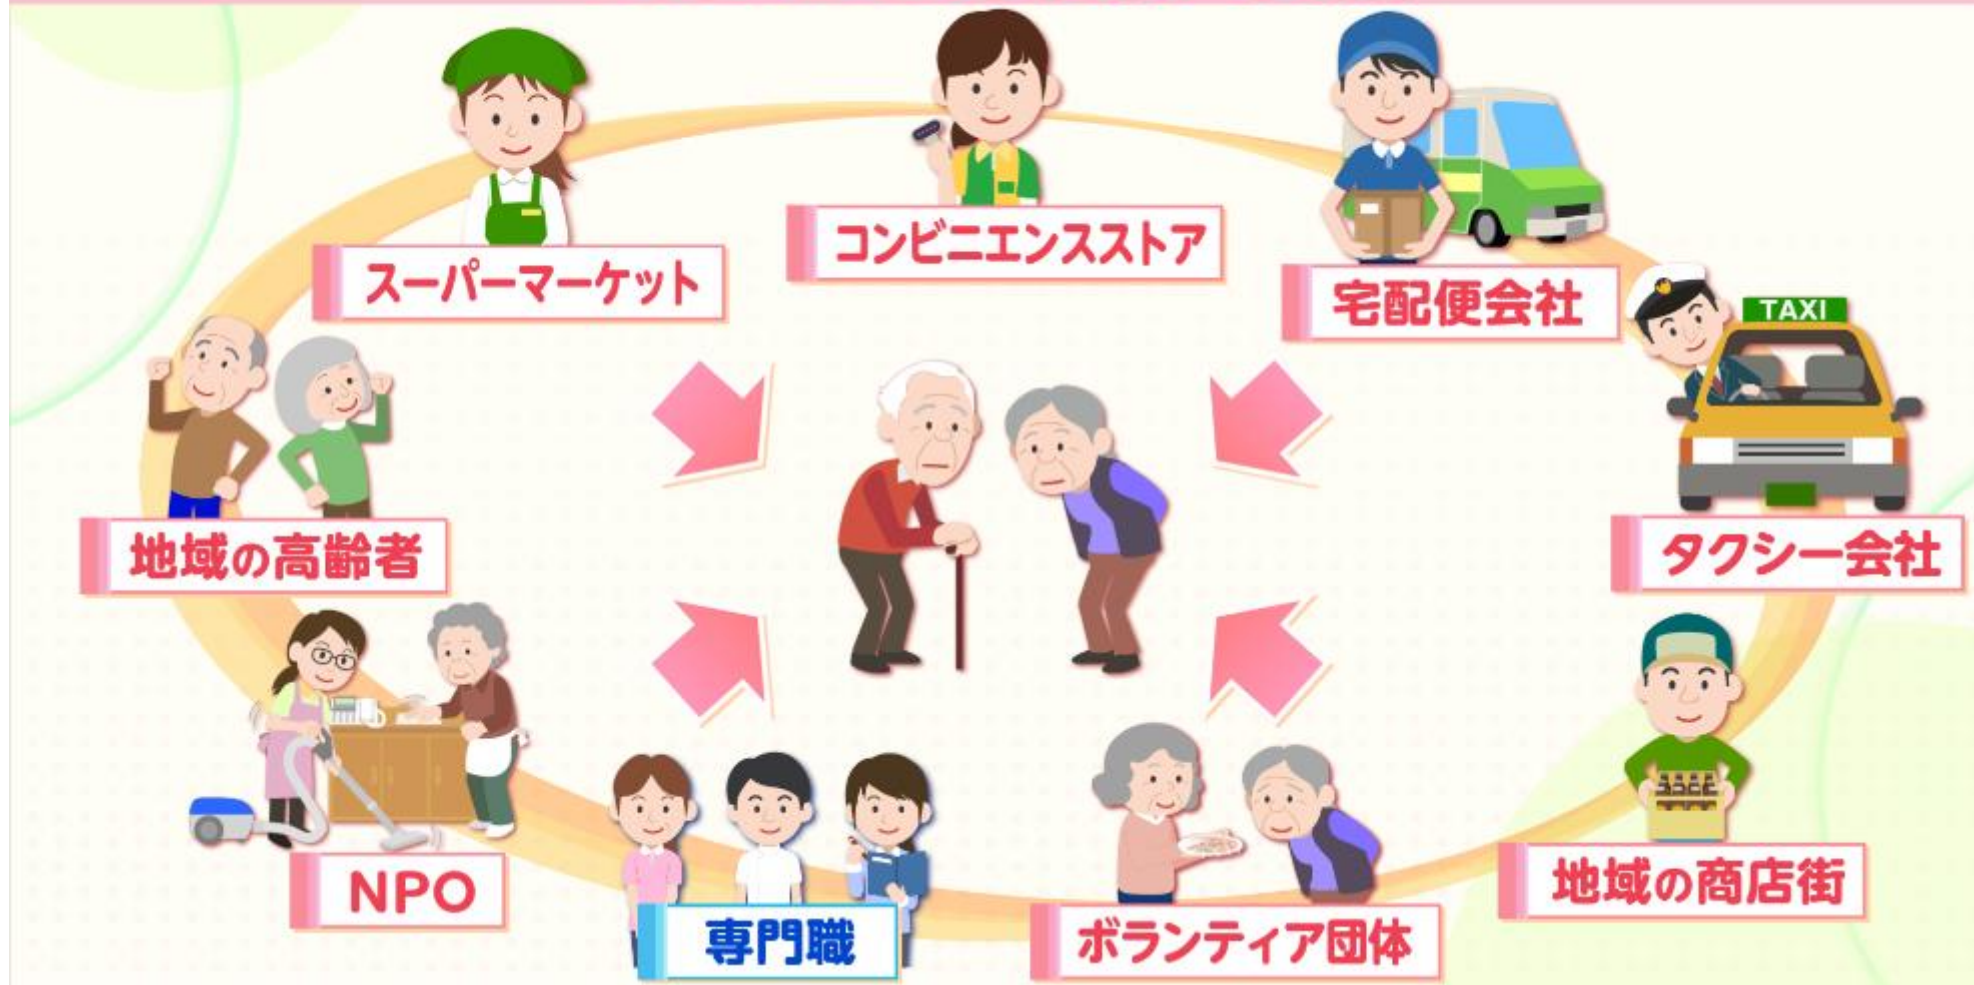 スーパーマーケット
コンビニエンスストア
宅配便会社
TAXI
タクシー会社
地域の高齢者
NPO
専門職
ボランティア団体
地域の商店街